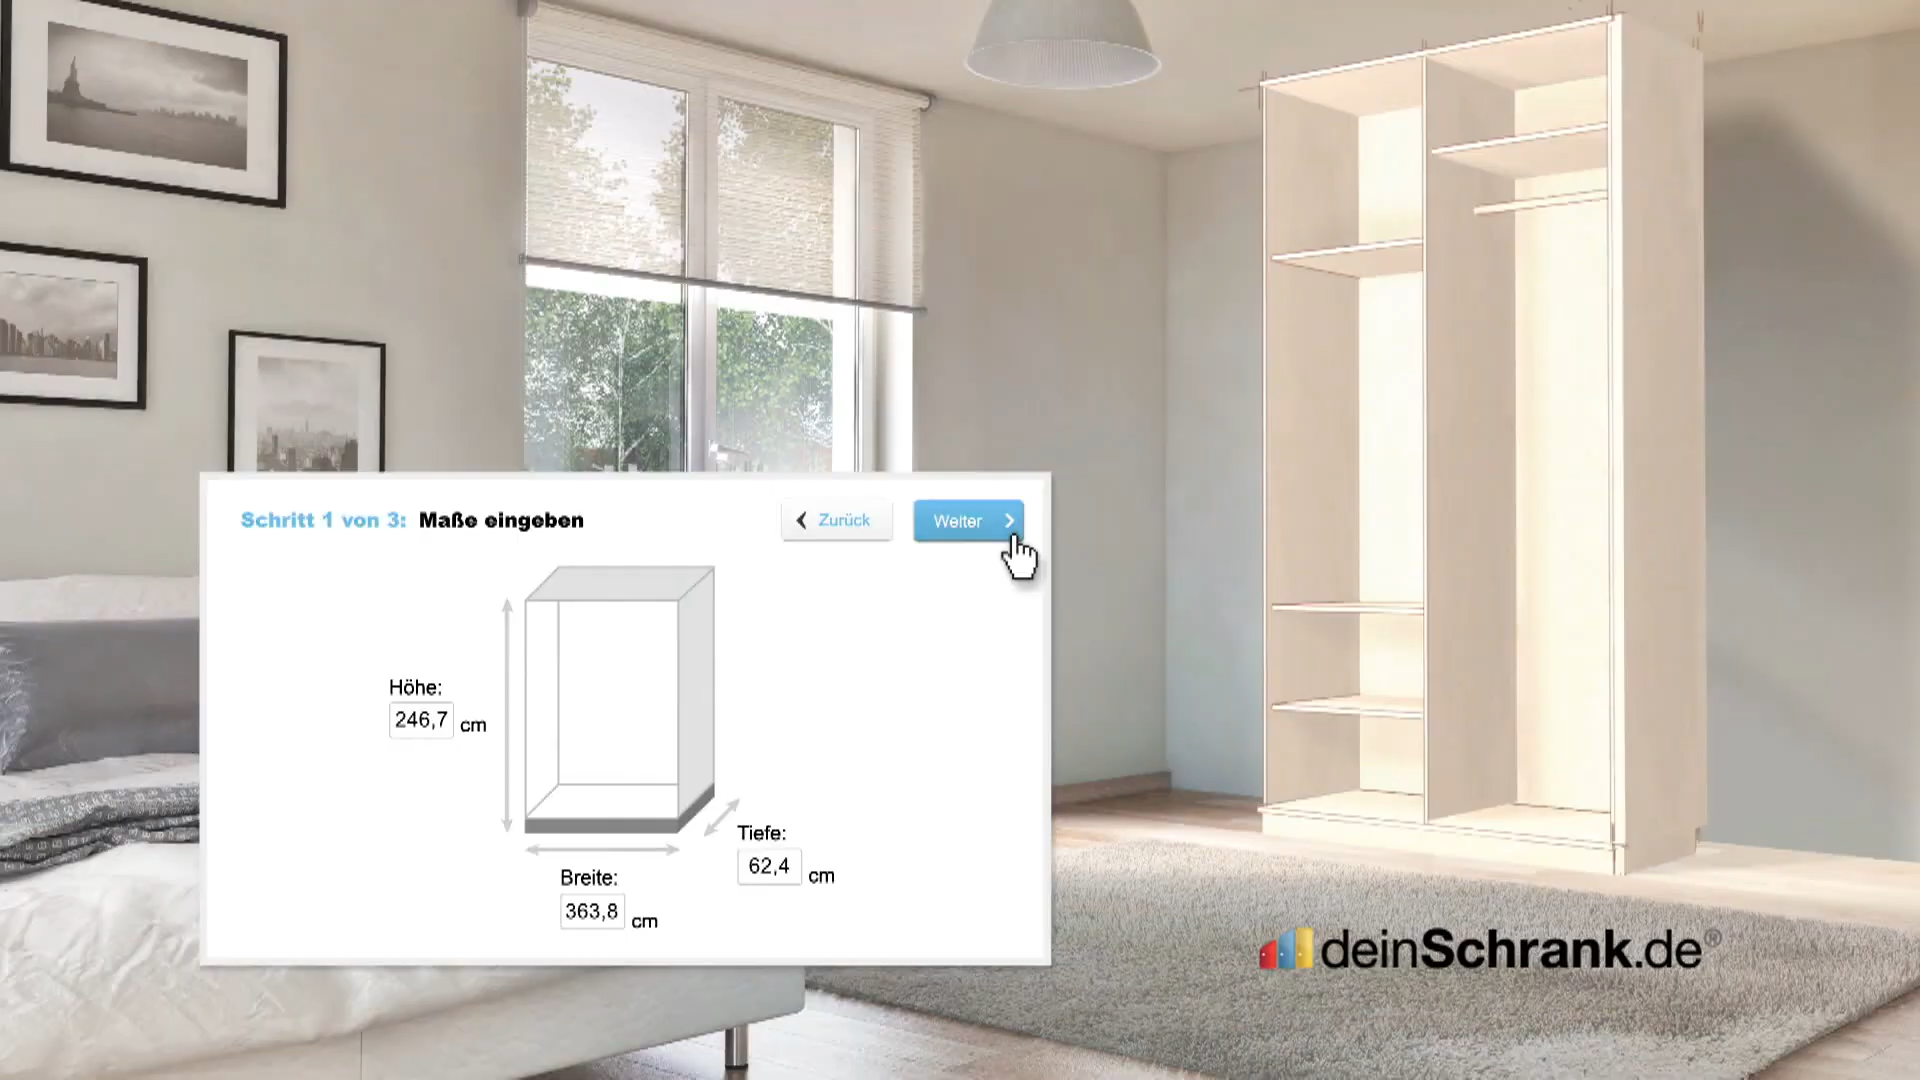 Schritt 1 von 3: Maße eingeben
Zurück
Weiter
Höhe:
246,7 cm
Tiefe:
62,4 cm
Breite:
363,8 cm
deinSchrank.de®